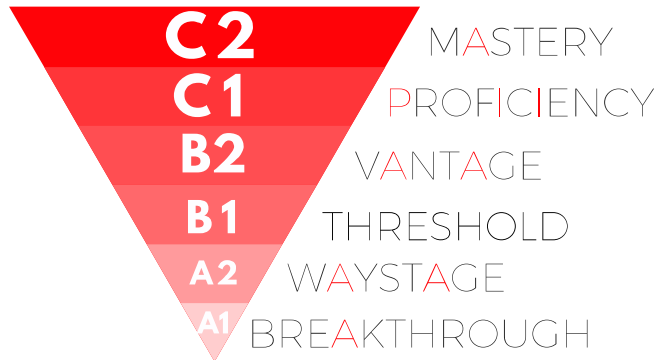 C2 MASTERY
C1 PROFICIENCY
B2 VANTAGE
B1 THRESHOLD
A2 WAYSTAGE
A1 BREAKTHROUGH